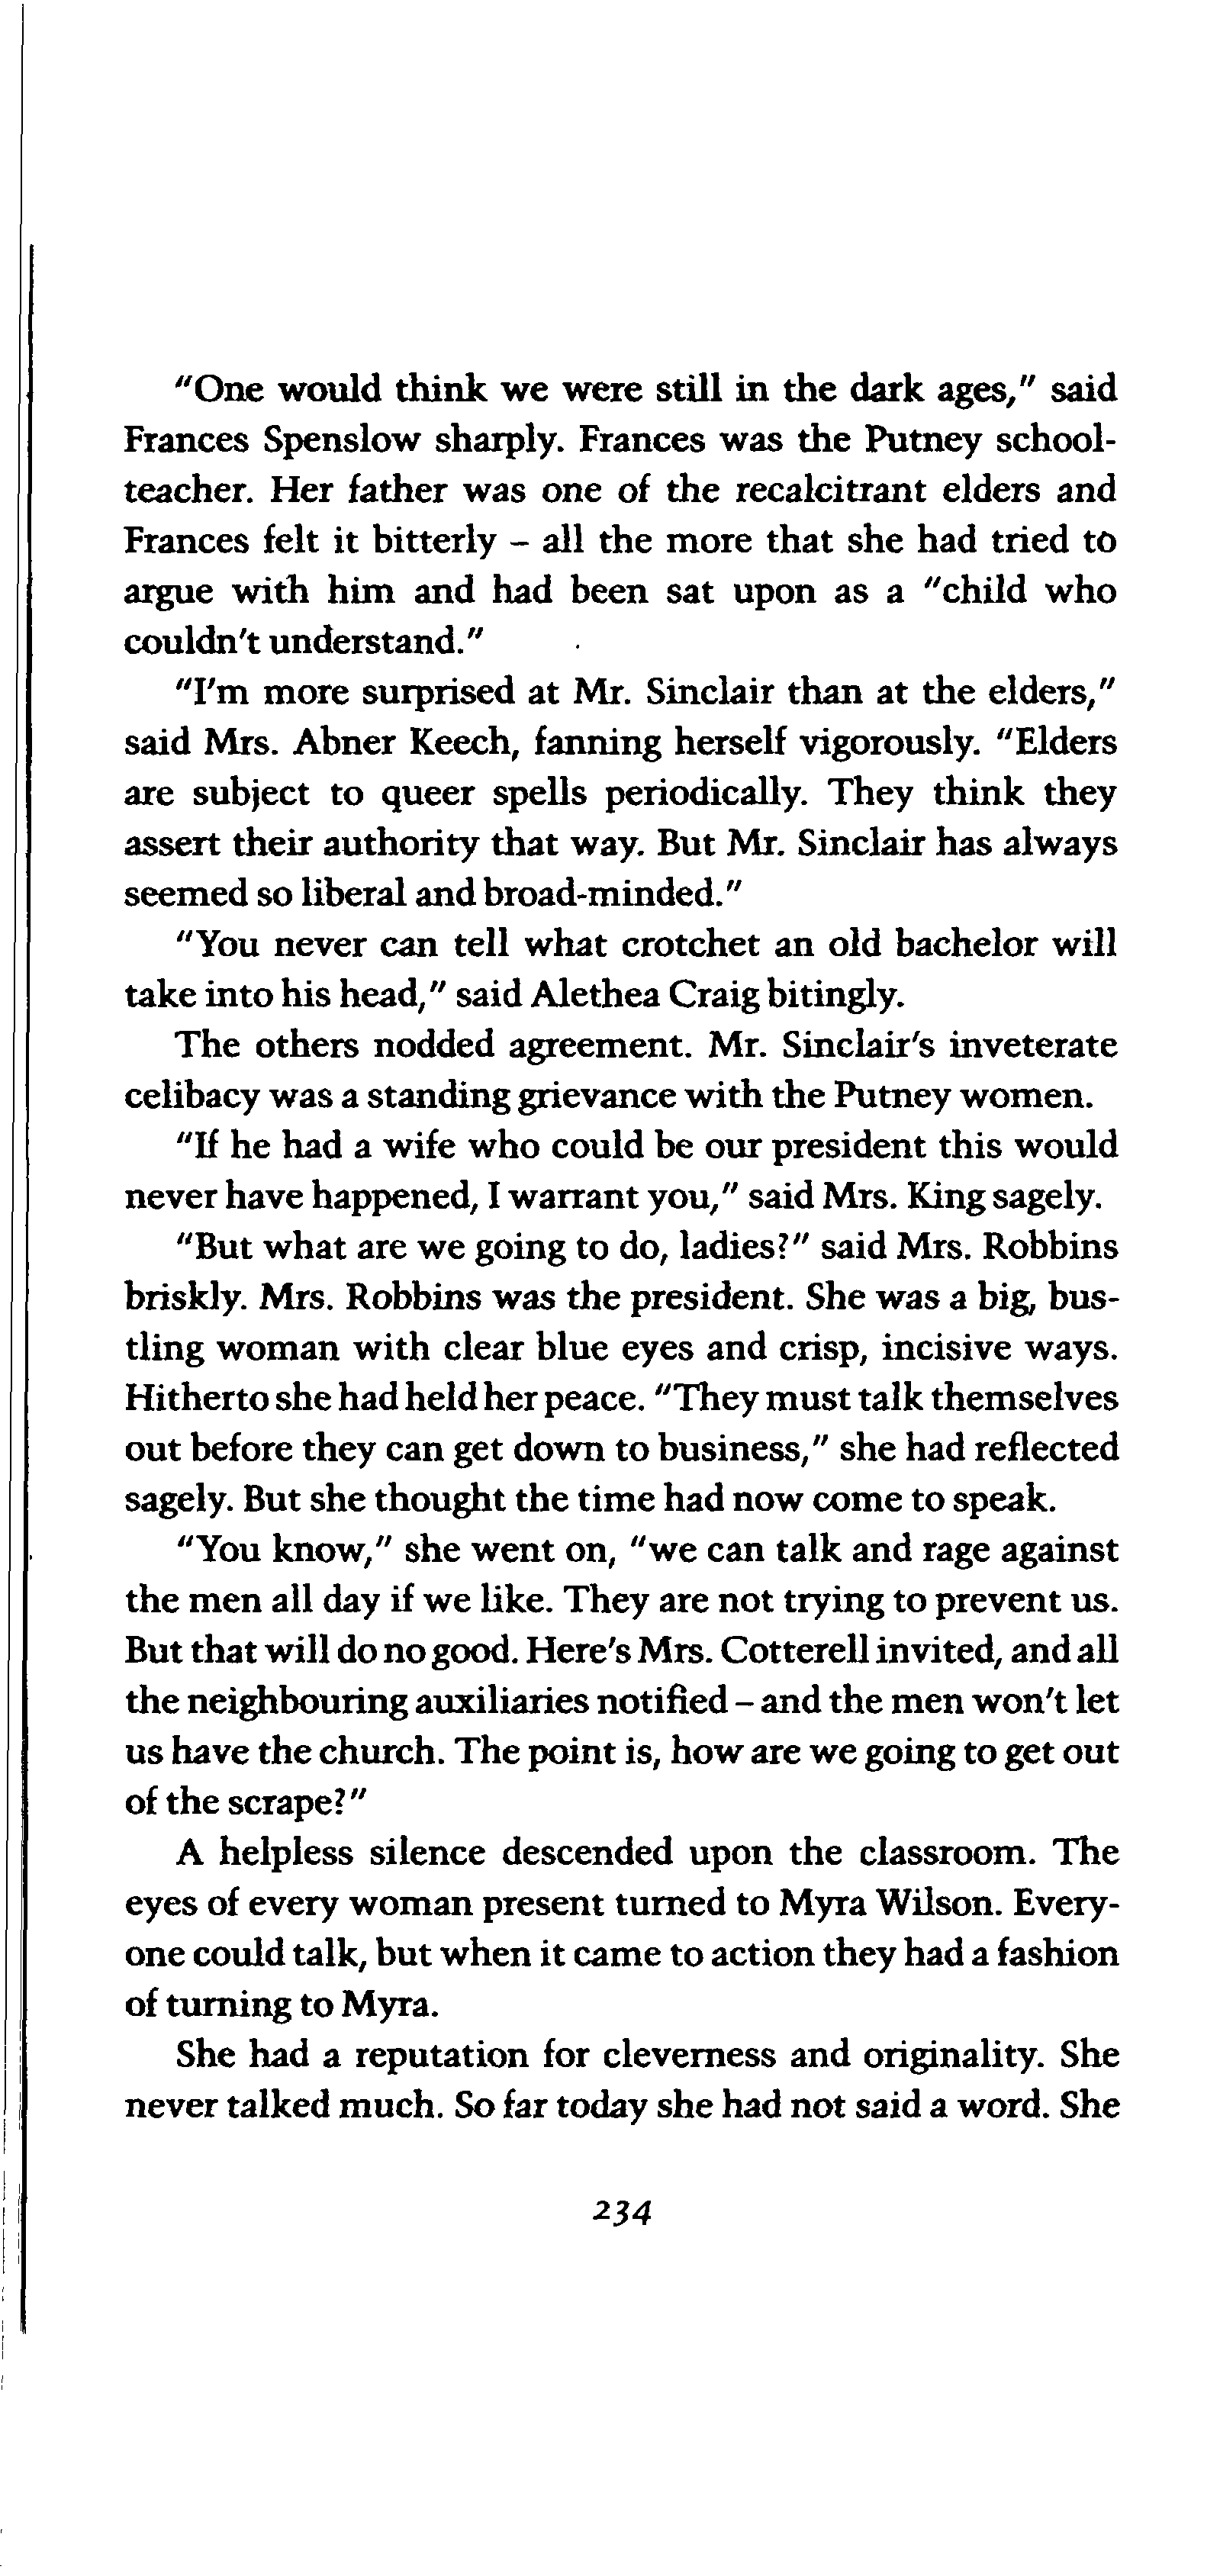 "One would think we were still in the dark ages," said
Frances Spenslow sharply. Frances was the Putney school-
teacher. Her father was one of the recalcitrant elders and
Frances felt it bitterly – all the more that she had tried to
argue with him and had been sat upon as a "child who
couldn't understand."
"I'm more surprised at Mr. Sinclair than at the elders,"
said Mrs. Abner Keech, fanning herself vigorously. "Elders
are subject to queer spells periodically. They think they
assert their authority that way. But Mr. Sinclair has always
seemed so liberal and broad-minded."
"You never can tell what crotchet an old bachelor will
take into his head," said Alethea Craig bitingly.
The others nodded agreement. Mr. Sinclair's inveterate
celibacy was a standing grievance with the Putney women.
"If he had a wife who could be our president this would
never have happened, I warrant you," said Mrs. King sagely.
"But what are we going to do, ladies?" said Mrs. Robbins
briskly. Mrs. Robbins was the president. She was a big, bus-
tling woman with clear blue eyes and crisp, incisive ways.
Hitherto she had held her peace. "They must talk themselves
out before they can get down to business," she had reflected
sagely. But she thought the time had now come to speak.
"You know," she went on, "we can talk and rage against
the men all day if we like. They are not trying to prevent us.
But that will do no good. Here's Mrs. Cotterell invited, and all
the neighbouring auxiliaries notified – and the men won't let
us have the church. The point is, how are we going to get out
of the scrape?"
A helpless silence descended upon the classroom. The
eyes of every woman present turned to Myra Wilson. Every-
one could talk, but when it came to action they had a fashion
of turning to Myra.
She had a reputation for cleverness and originality. She
never talked much. So far today she had not said a word. She
234